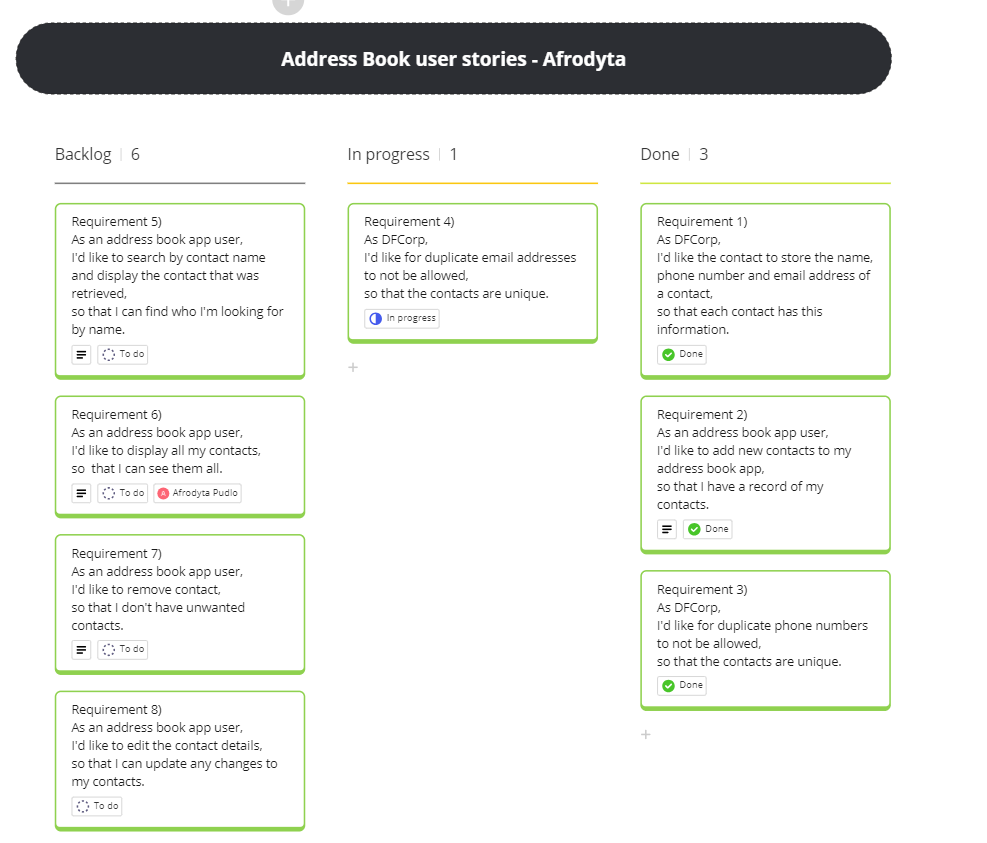 Address Book user stories - Afrodyta
Backlog 6
Requirement 5)
As an address book app user,
I'd like to search by contact name
and display the contact that was
retrieved,
so that I can find who I'm looking for
by name.
To do
Requirement 6)
As an address book app user,
I'd like to display all my contacts,
so  that I can see them all.
To do
A Afrodyta Pudlo
Requirement 7)
As an address book app user,
I'd like to remove contact,
so that I don't have unwanted
contacts.
To do
Requirement 8)
As an address book app user,
I'd like to edit the contact details,
so that I can update any changes to
my contacts.
To do
In progress 1
Requirement 4)
As DFCorp,
I'd like for duplicate email addresses
to not be allowed,
so that the contacts are unique.
In progress
Done 3
Requirement 1)
As DFCorp,
I'd like the contact to store the name,
phone number and email address of
a contact,
so that each contact has this
information.
Done
Requirement 2)
As an address book app user,
I'd like to add new contacts to my
address book app,
so that I have a record of my
contacts.
Done
Requirement 3)
As DFCorp,
I'd like for duplicate phone numbers
to not be allowed,
so that the contacts are unique.
Done